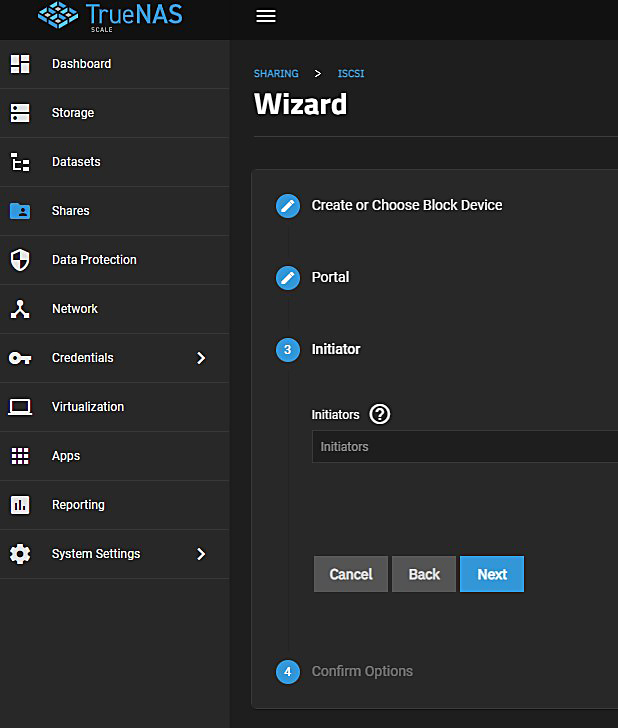 TrueNAS
SCALE
Dashboard
Storage
Datasets
Shares
Data Protection
Network
Credentials
Virtualization
Apps
Reporting
System Settings
SHARING > ISCSI
Wizard
Create or Choose Block Device
Portal
3 Initiator
Initiators ?
Initiators
Cancel Back Next
4 Confirm Options